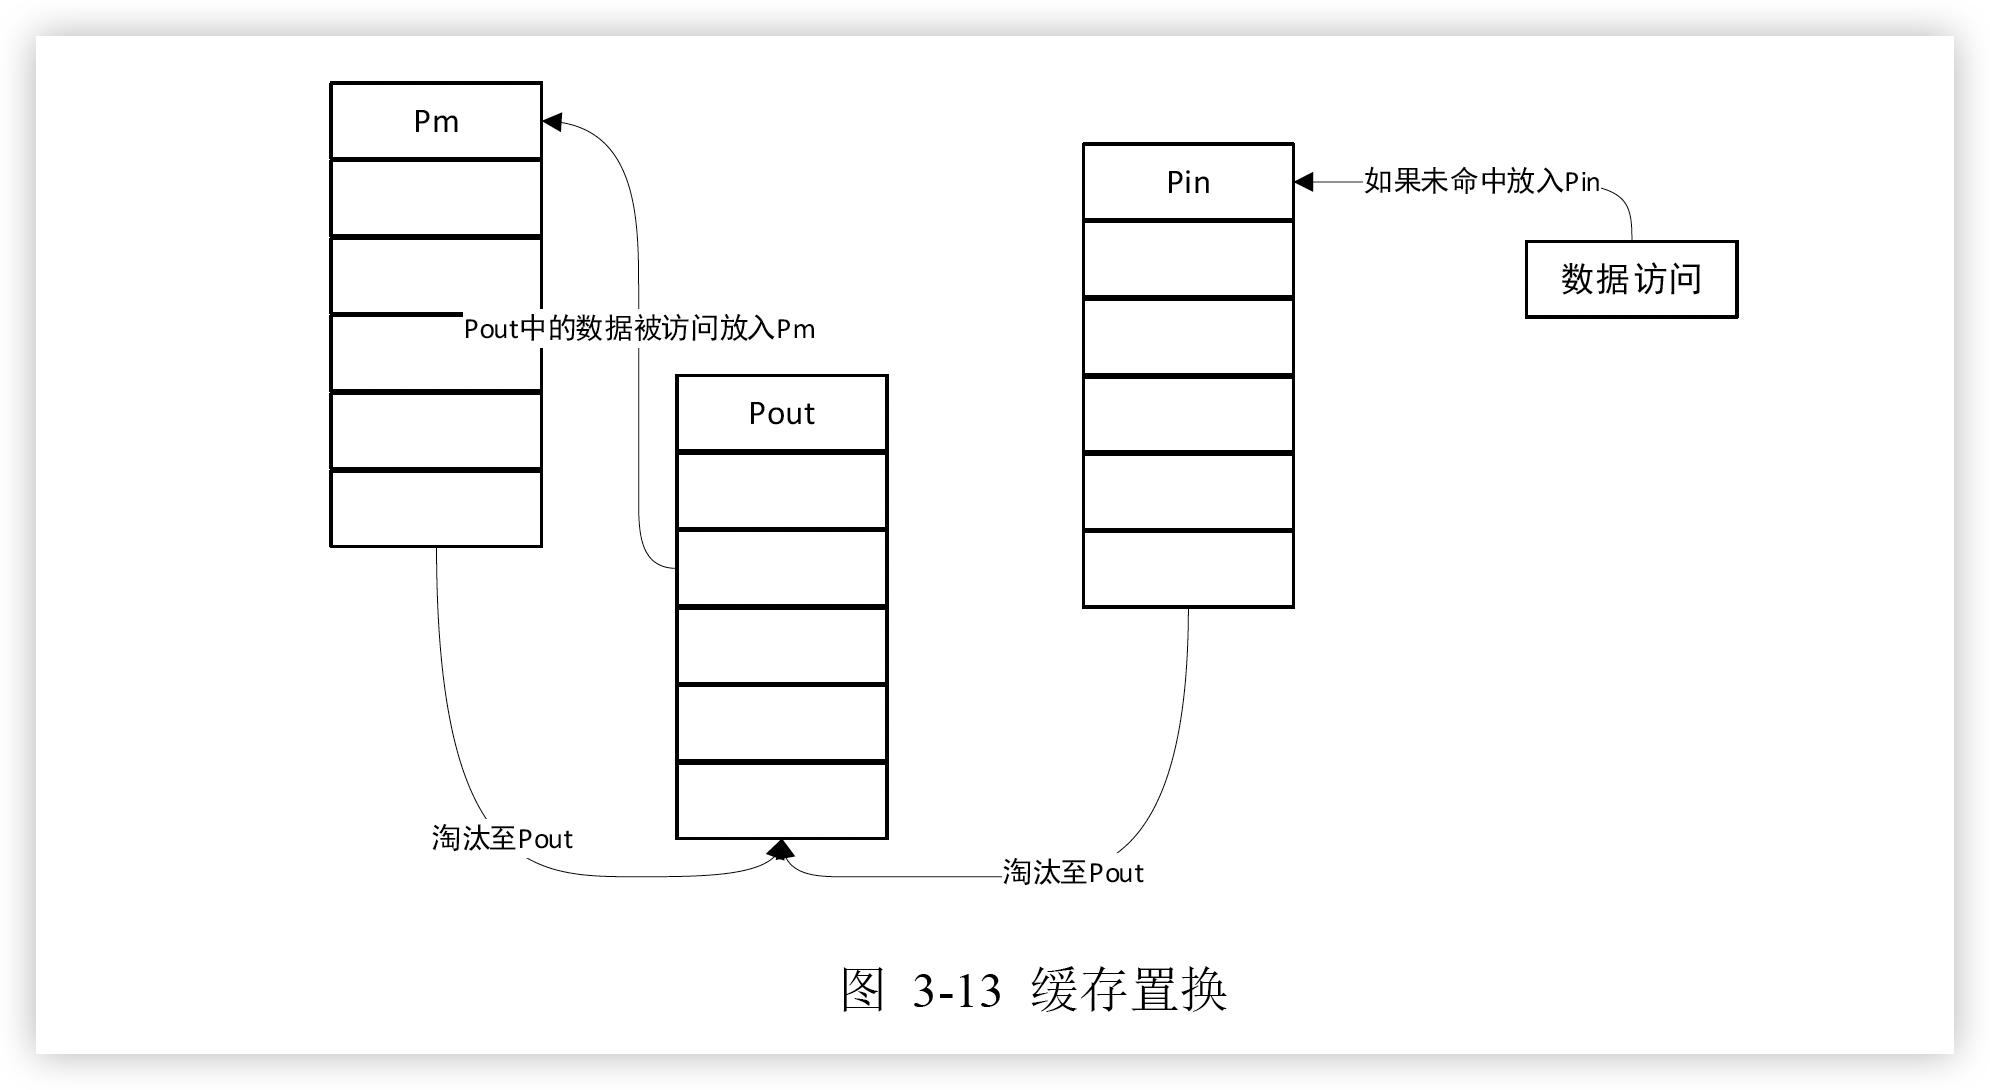 Pm
Pin
如果未命中放入Pin
数据访问
Pout中的数据被访问放入Pm
Pout
淘汰至Pout
淘汰至Pout
图 3-13 缓存置换